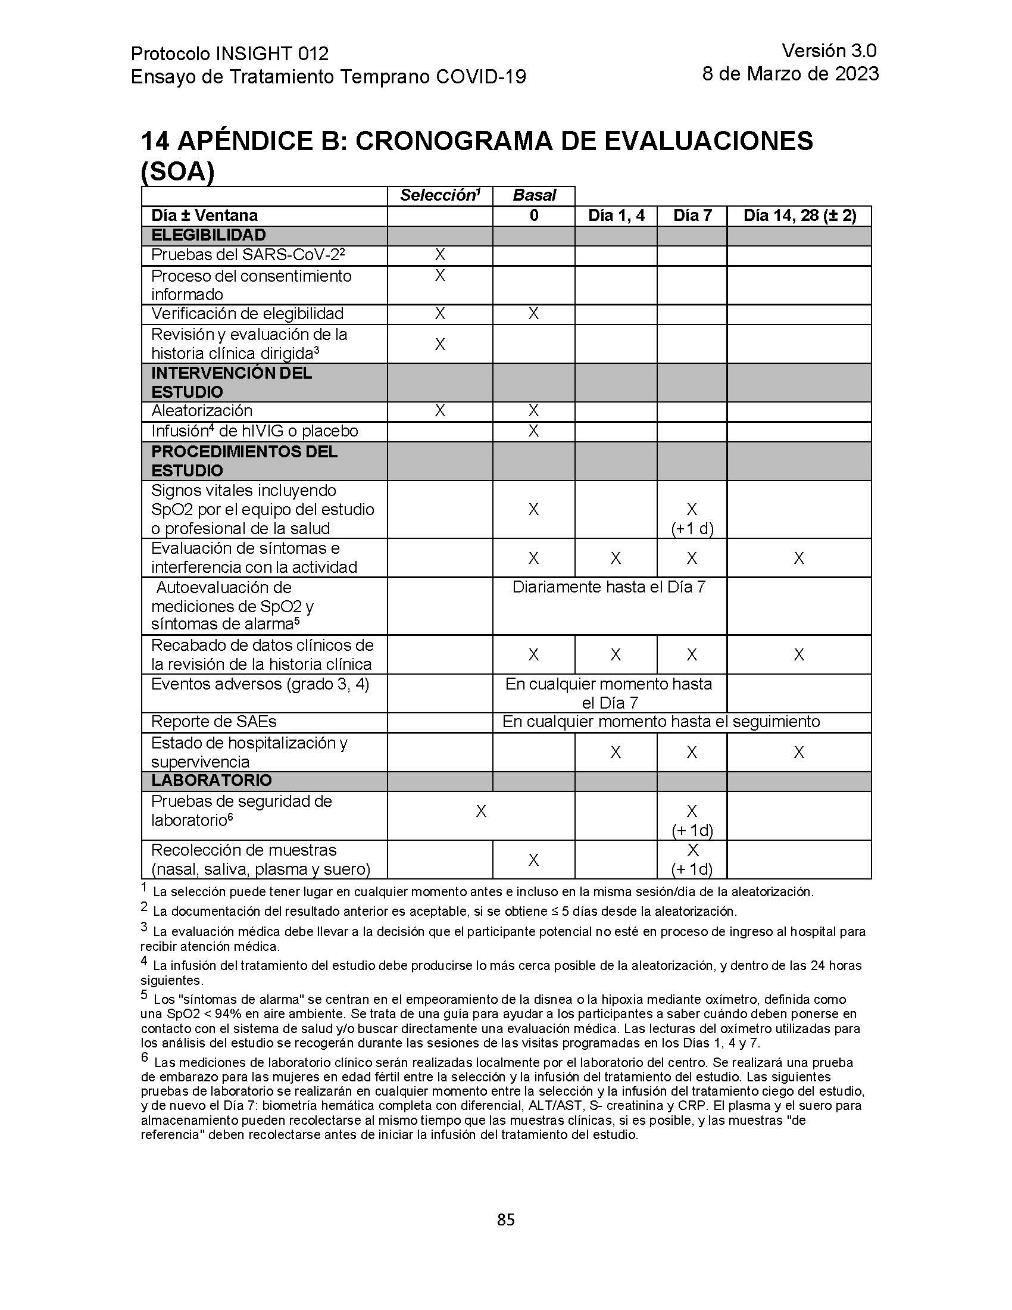 Protocolo INSIGHT 012
Versión 3.0
Ensayo de Tratamiento Temprano COVID-19
8 de Marzo de 2023
14 APÉNDICE B: CRONOGRAMA DE EVALUACIONES
(SOA)
Selección¹ Basal
Día ± Ventana 0 Día 1, 4 Día 7 Día 14, 28 (± 2)
ELEGIBILIDAD
Pruebas del SARS-CoV-2² X
Proceso del consentimiento X
informado
Verificación de elegibilidad X X
Revisión y evaluación de la
historia clínica dirigida³ X
INTERVENCIÓN DEL
ESTUDIO
Aleatorización X X
Infusión⁴ de hIVIG o placebo X
PROCEDIMIENTOS DEL
ESTUDIO
Signos vitales incluyendo
SpO2 por el equipo del estudio X X
o profesional de la salud (+1 d)
Evaluación de síntomas e
interferencia con la actividad X X X X
Autoevaluación de Diariamente hasta el Día 7
mediciones de SpO2 y
síntomas de alarma⁵
Recabado de datos clínicos de
la revisión de la historia clínica X X X X
Eventos adversos (grado 3, 4) En cualquier momento hasta
el Día 7
Reporte de SAEs En cualquier momento hasta el seguimiento
Estado de hospitalización y
supervivencia X X X
LABORATORIO
Pruebas de seguridad de
laboratorio⁶ X X
(+ 1d)
Recolección de muestras X
(nasal, saliva, plasma y suero) X (+ 1d)
¹ La selección puede tener lugar en cualquier momento antes e incluso en la misma sesión/día de la aleatorización.
² La documentación del resultado anterior es aceptable, si se obtiene ≤ 5 días desde la aleatorización.
³ La evaluación médica debe llevar a la decisión que el participante potencial no esté en proceso de ingreso al hospital para
recibir atención médica.
⁴ La infusión del tratamiento del estudio debe producirse lo más cerca posible de la aleatorización, y dentro de las 24 horas
siguientes.
⁵ Los "síntomas de alarma" se centran en el empeoramiento de la disnea o la hipoxia mediante oxímetro, definida como
una SpO2 < 94% en aire ambiente. Se trata de una guía para ayudar a los participantes a saber cuándo deben ponerse en
contacto con el sistema de salud y/o buscar directamente una evaluación médica. Las lecturas del oxímetro utilizadas para
los análisis del estudio se recogerán durante las sesiones de las visitas programadas en los Días 1, 4 y 7.
⁶ Las mediciones de laboratorio clínico serán realizadas localmente por el laboratorio del centro. Se realizará una prueba
de embarazo para las mujeres en edad fértil entre la selección y la infusión del tratamiento del estudio. Las siguientes
pruebas de laboratorio se realizarán en cualquier momento entre la selección y la infusión del tratamiento ciego del estudio,
y de nuevo el Día 7: biometría hemática completa con diferencial, ALT/AST, S- creatinina y CRP. El plasma y el suero para
almacenamiento pueden recolectarse al mismo tiempo que las muestras clínicas, si es posible, y las muestras "de
referencia" deben recolectarse antes de iniciar la infusión del tratamiento del estudio.
85